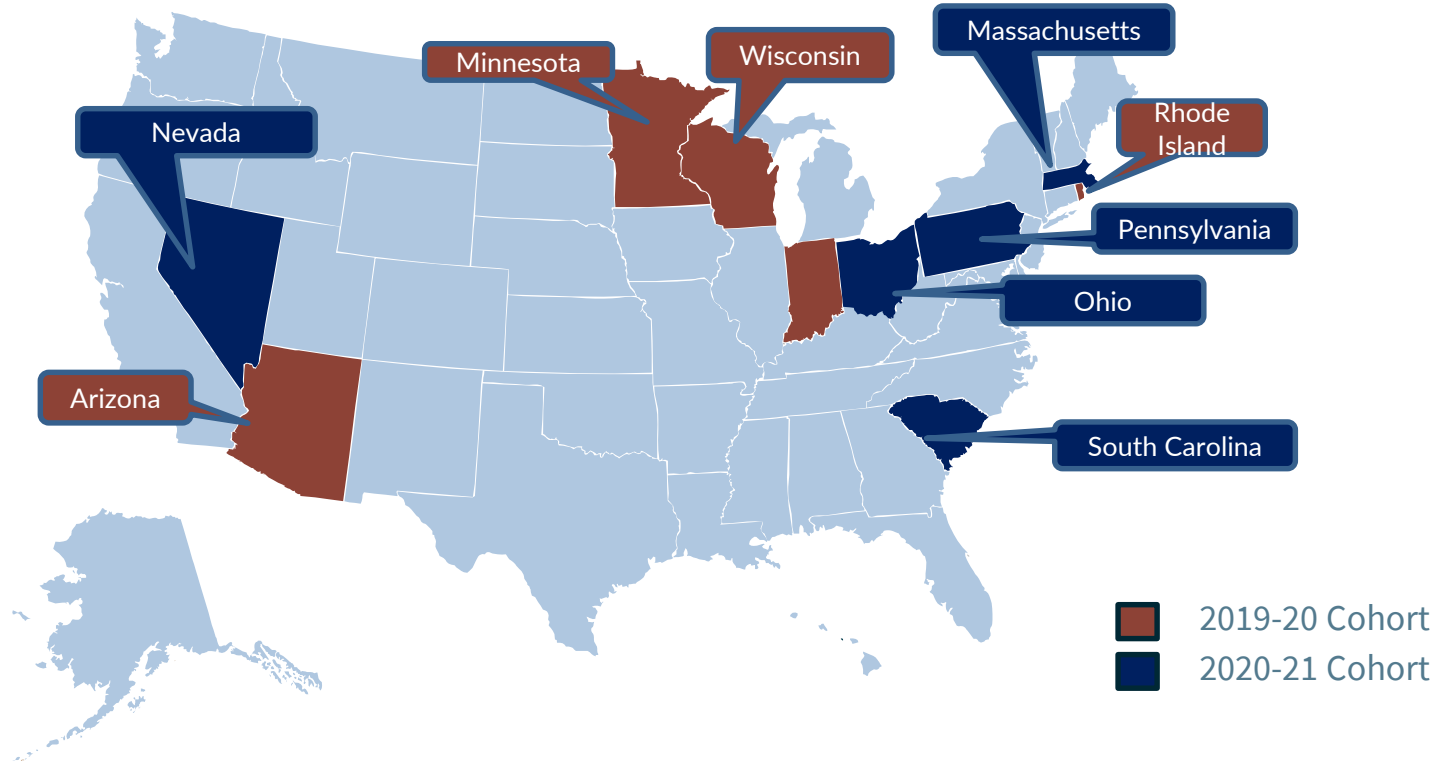 Massachusetts
Minnesota
Wisconsin
Nevada
Rhode
Island
Pennsylvania
Ohio
Arizona
South Carolina
2019-20 Cohort
2020-21 Cohort